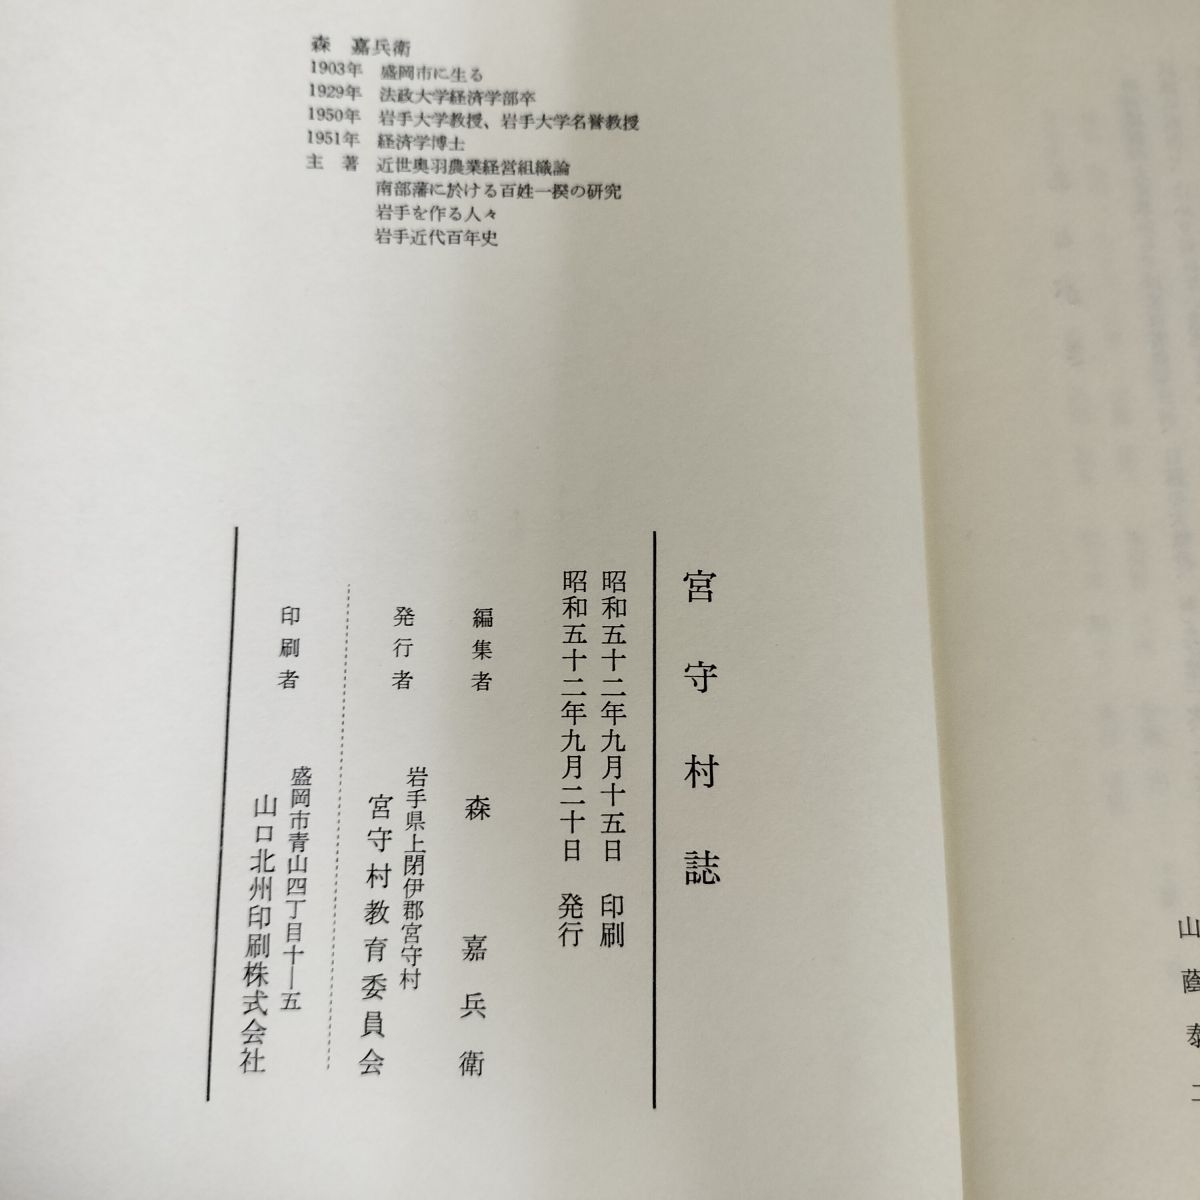 森　嘉兵衛
1903年　盛岡市に生る
1929年　法政大学経済学部卒
1950年　岩手大学教授、岩手大学名誉教授
1951年　経済学博士
主　著　近世奥羽農業経営組織論
南部藩に於ける百姓一揆の研究
岩手を作る人々
岩手近代百年史
宮守村誌
昭和五十二年九月十五日　印刷
昭和五十二年九月二十日　発行
編集者　森　嘉兵衛
発行者　岩手県上閉伊郡宮守村
宮守村教育委員会
印刷者　盛岡市青山四丁目十―五
山口北州印刷株式会社
山蔭泰